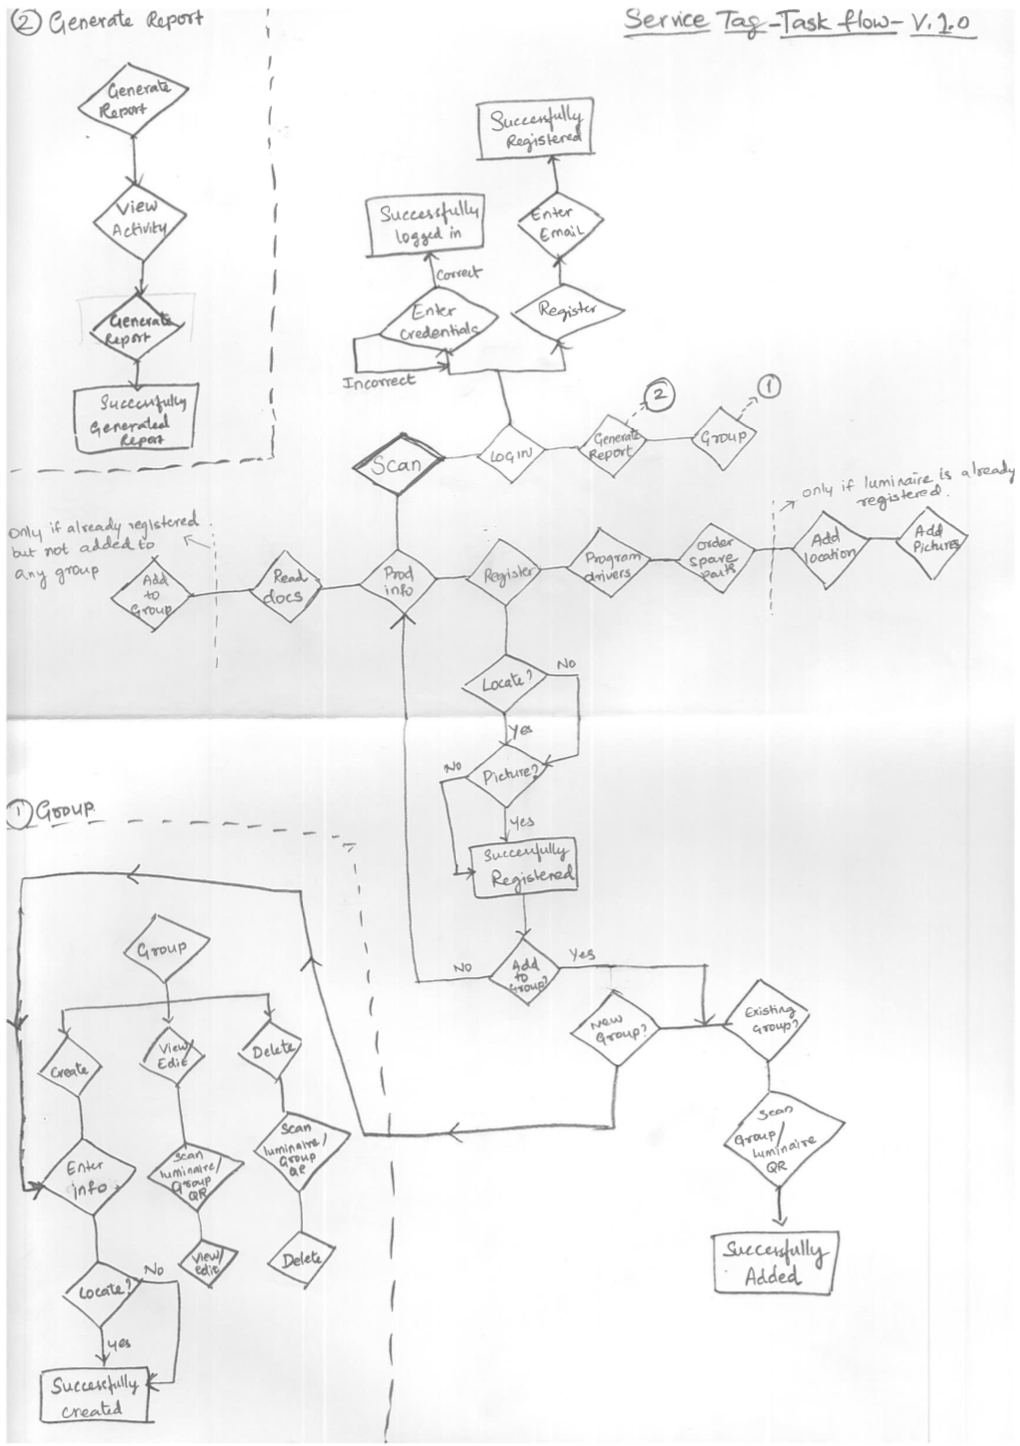 ② Generate Report
Service Tag-Task flow- V.1.0
Generate
Report
View
Activity
Generate
Report
Successfully
Generated
Report
Successfully
Registered
Successfully
logged in
Enter
Email
Correct
Enter
credentials
Register
Incorrect
②
①
Scan
LOGIN
Generate
Report
Group
only if luminaire is already
registered.
Only if already registered
but not added to
any group
Add
to
Group
Read
docs
Prod
info
Register
Program
drivers
Order
spare
parts
Add
location
Add
Pictures
Locate?
No
Yes
Picture?
No
yes
Successfully
Registered
Add
to
Group?
No
Yes
New
Group?
Existing
Group?
Scan
Group/
luminaire
QR
Successfully
Added
① Group
Group
Create
View/
Edit
Delete
Enter
info
Scan
luminaire/
Group
QR
Scan
luminaire/
Group
QR
View/
Edit
Delete
Locate?
No
yes
Successfully
created